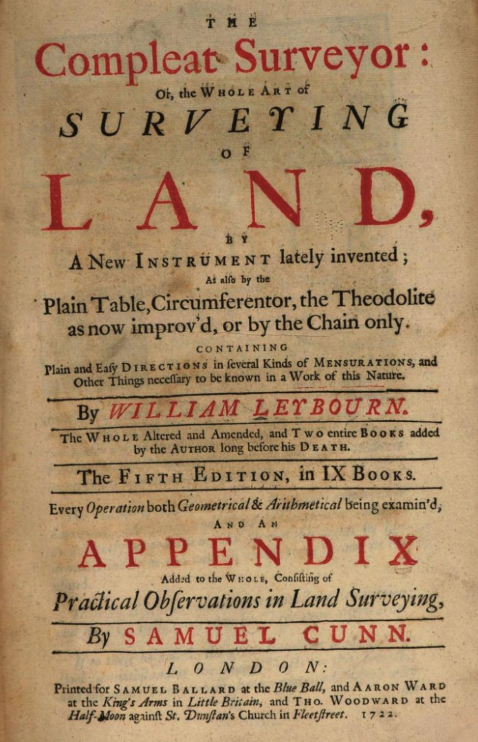 THE
Compleat Surveyor:
Or, the WHOLE ART of
SURVEYING
OF
LAND,
BY
A New INSTRUMENT lately invented;
As also by the
Plain Table, Circumferentor, the Theodolite
as now improv'd, or by the Chain only.
CONTAINING
Plain and Easy DIRECTIONS in several Kinds of MENSURATIONS, and
Other Things necessary to be known in a Work of this Nature.
By WILLIAM LEYBOURN.
The WHOLE Altered and Amended, and Two entire BOOKS added
by the AUTHOR long before his DEATH.
The FIFTH EDITION, in IX BOOKS.
Every Operation both Geometrical & Arithmetical being examin'd,
AND AN
APPENDIX
Added to the WHOLE, Consisting of
Practical Observations in Land Surveying,
By SAMUEL CUNN.
LONDON:
Printed for SAMUEL BALLARD at the Blue Ball, and AARON WARD
at the King's Arms in Little Britain, and THO. WOODWARD at the
Half-Moon against St. Dunstan's Church in Fleetstreet. 1722.